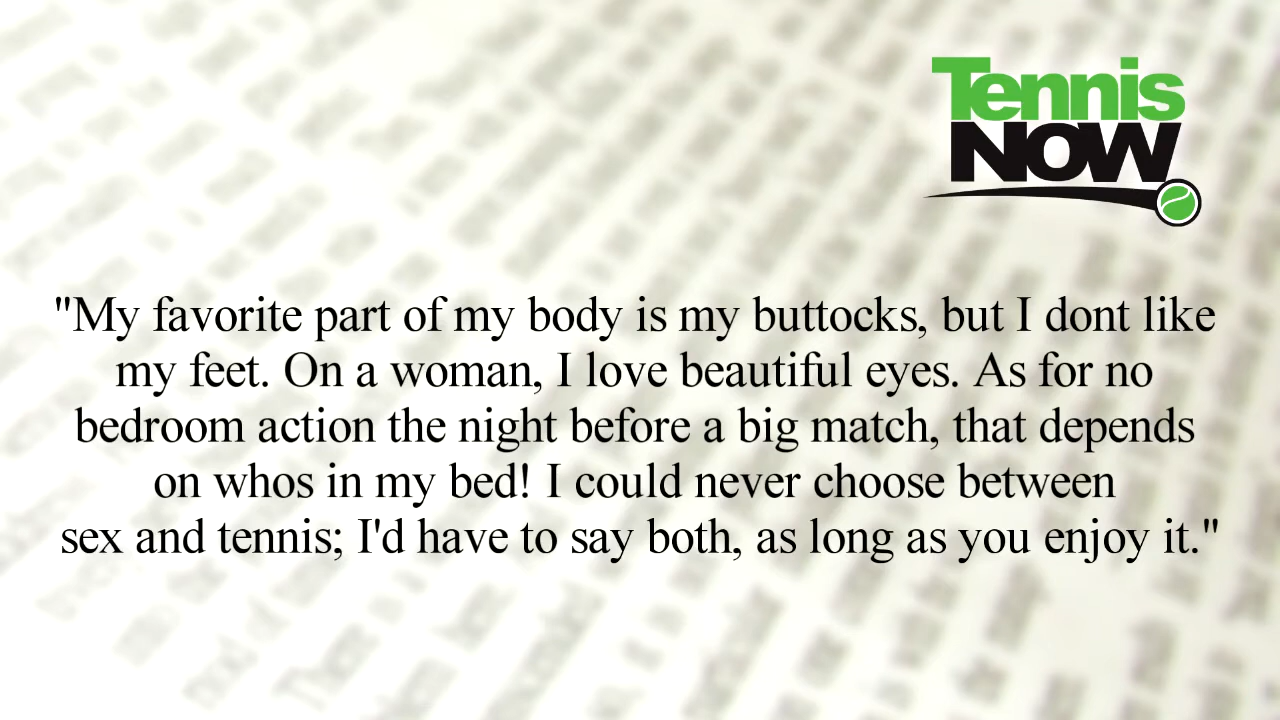 Tennis
NOW
"My favorite part of my body is my buttocks, but I dont like
my feet. On a woman, I love beautiful eyes. As for no
bedroom action the night before a big match, that depends
on whos in my bed! I could never choose between
sex and tennis; I'd have to say both, as long as you enjoy it."